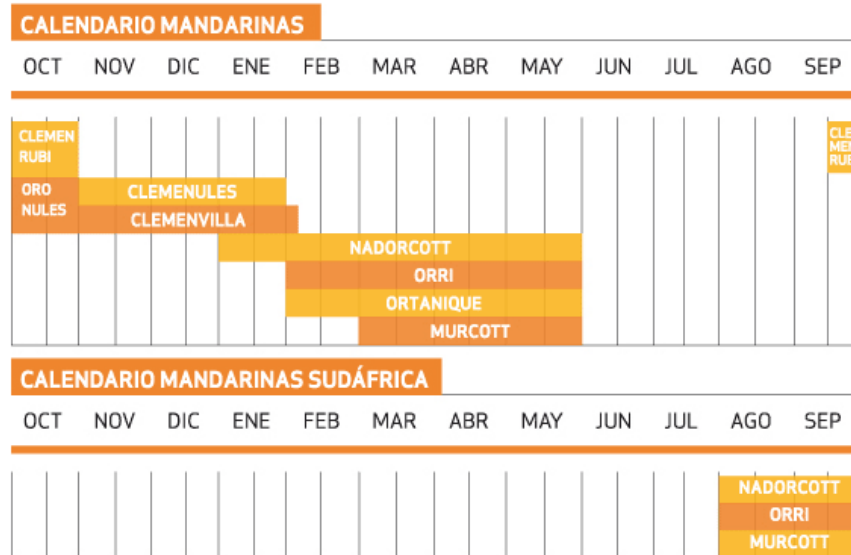 CALENDARIO MANDARINAS
OCT NOV DIC ENE FEB MAR ABR MAY JUN JUL AGO SEP
CLEMEN
RUBI
CLE
ORO
NULES
CLEMENULES
CLEMENVILLA
NADORCOTT
ORRI
ORTANIQUE
MURCOTT
CALENDARIO MANDARINAS SUDÁFRICA
OCT NOV DIC ENE FEB MAR ABR MAY JUN JUL AGO SEP
NADORCOTT
ORRI
MURCOTT